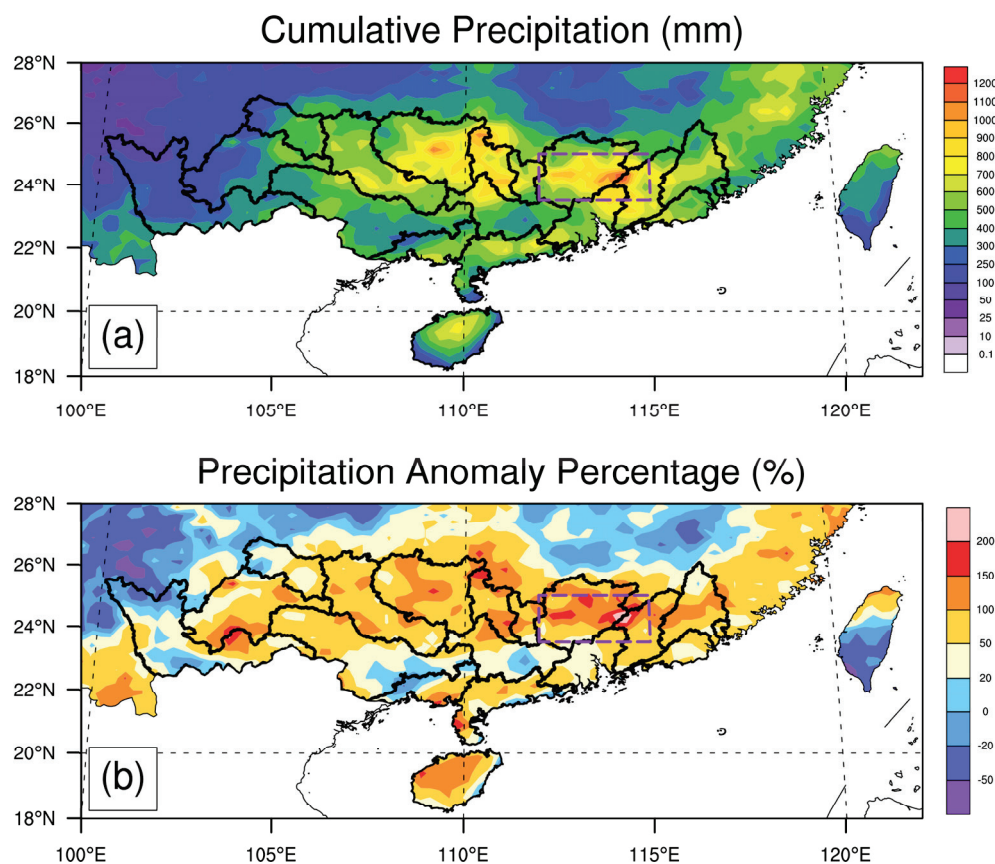 Cumulative Precipitation (mm)
28°N
26°N
24°N
22°N
20°N
18°N
(a)
100°E
105°E
110°E
115°E
120°E
1200
1100
1000
900
800
700
600
500
400
300
250
100
50
25
10
0.1
Precipitation Anomaly Percentage (%)
28°N
26°N
24°N
22°N
20°N
18°N
(b)
100°E
105°E
110°E
115°E
120°E
200
150
100
50
20
0
-20
-50